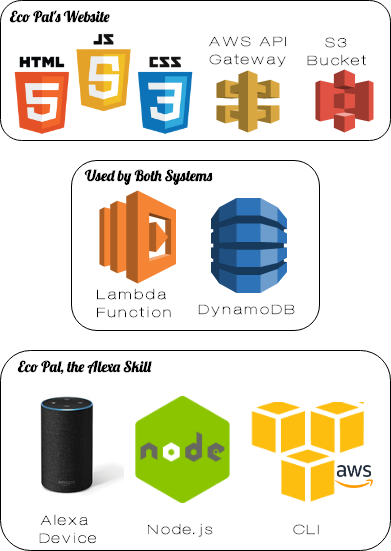 Eco Pal's Website
HTML
5
JS
5
CSS
3
AWS API
Gateway
S3
Bucket
Used by Both Systems
Lambda
Function
DynamoDB
Eco Pal, the Alexa Skill
amazon
node
aws
Alexa
Device
Node.js
CLI